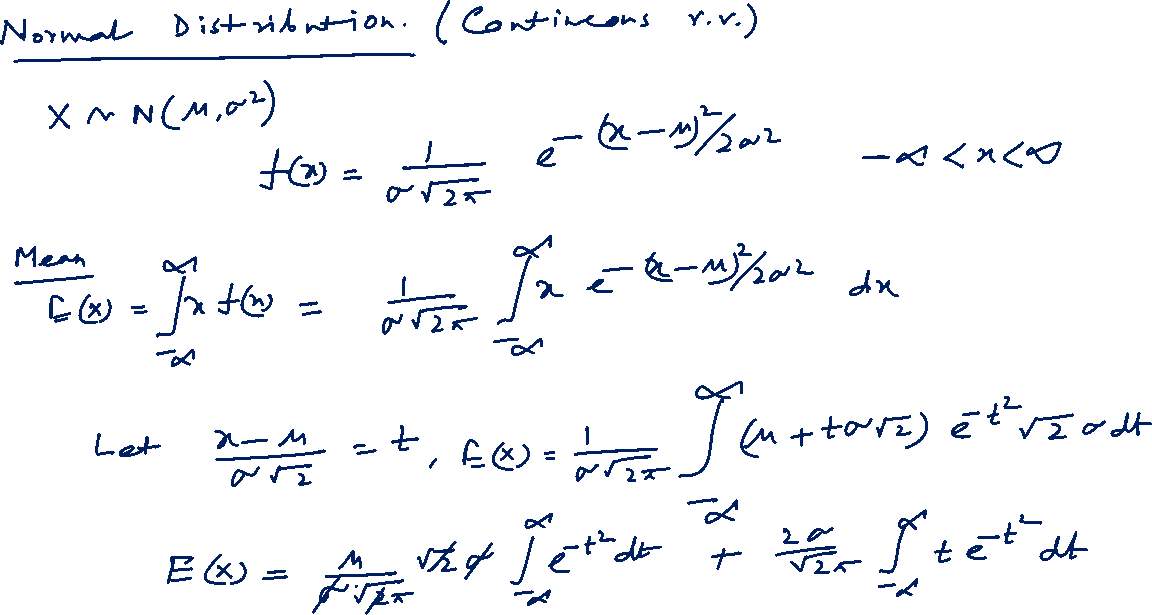 Normal Distribution. (Continuous r.v.)
X ~ N(μ, σ²)
f(x) = 1/(σ√2π) e^-(x-μ)²/2σ² -∞ < x < ∞
Mean
E(x) = ∫_{-∞}^{∞} x f(x) = 1/(σ√2π) ∫_{-∞}^{∞} x e^-(x-μ)²/2σ² dx
Let (x-μ)/(σ√2) = t, E(x) = 1/(σ√2π) ∫_{-∞}^{∞} (μ + tσ√2) e^-t² √2 σ dt
E(x) = μ/(σ√2π) √2 σ ∫_{-∞}^{∞} e^-t² dt + 2σ/√2π ∫_{-∞}^{∞} t e^-t² dt